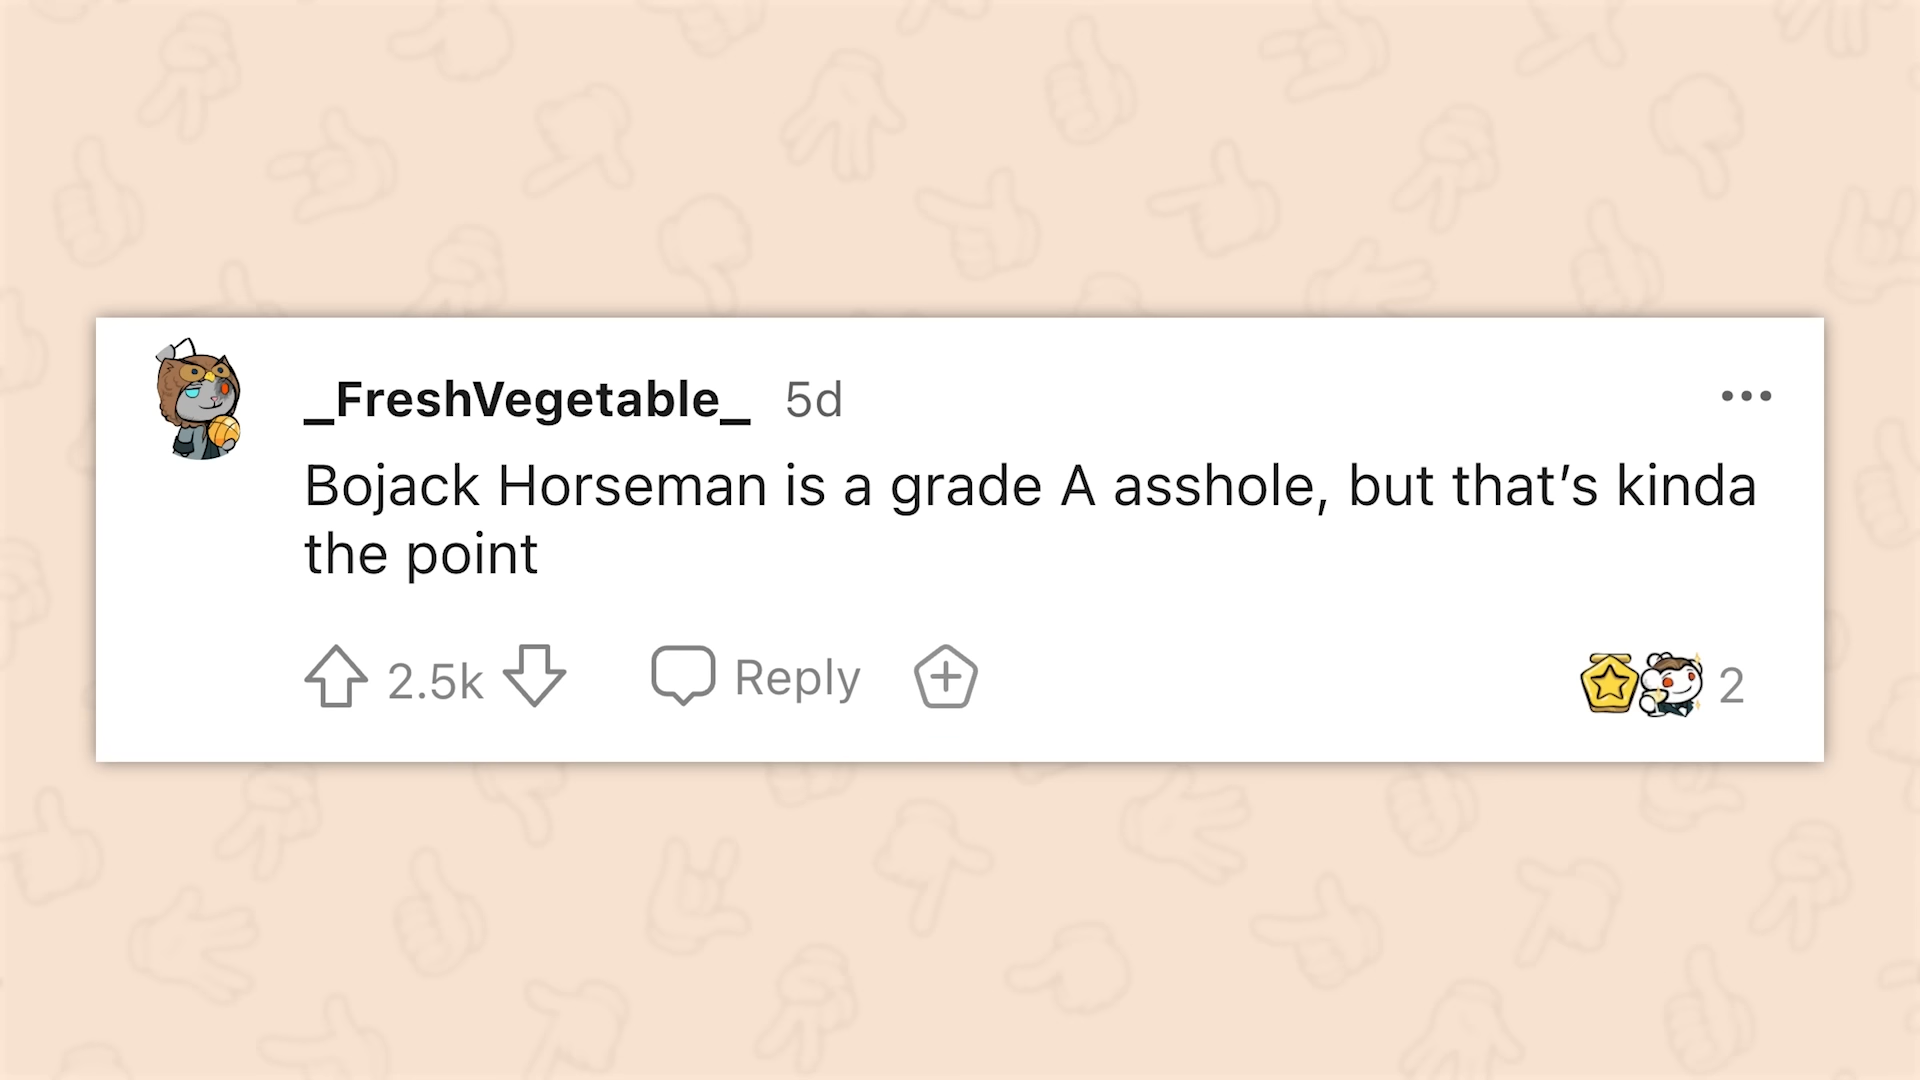 _FreshVegetable_ 5d
Bojack Horseman is a grade A asshole, but that’s kinda
the point
2.5k Reply 2